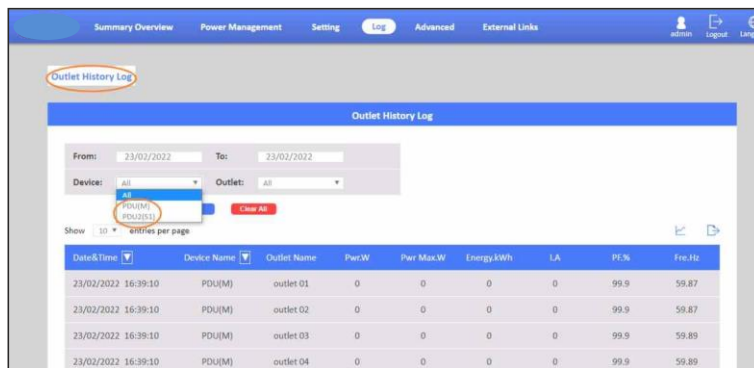 Summary Overview Power Management Setting Log Advanced External Links admin Logout
Outlet History Log
Outlet History Log
From: 23/02/2022 To: 23/02/2022
Device: All Outlet: All
All
PDU(M)
PDU2(S1)
Clear All
Show 10 entries per page
Date&Time Device Name Outlet Name Pwr.W Pwr Max.W Energy.kWh I.A PF.% Fre.Hz
23/02/2022 16:39:10 PDU(M) outlet 01 0 0 0 0 99.9 59.87
23/02/2022 16:39:10 PDU(M) outlet 02 0 0 0 0 99.9 59.87
23/02/2022 16:39:10 PDU(M) outlet 03 0 0 0 0 99.9 59.89
23/02/2022 16:39:10 PDU(M) outlet 04 0 0 0 0 99.9 59.89